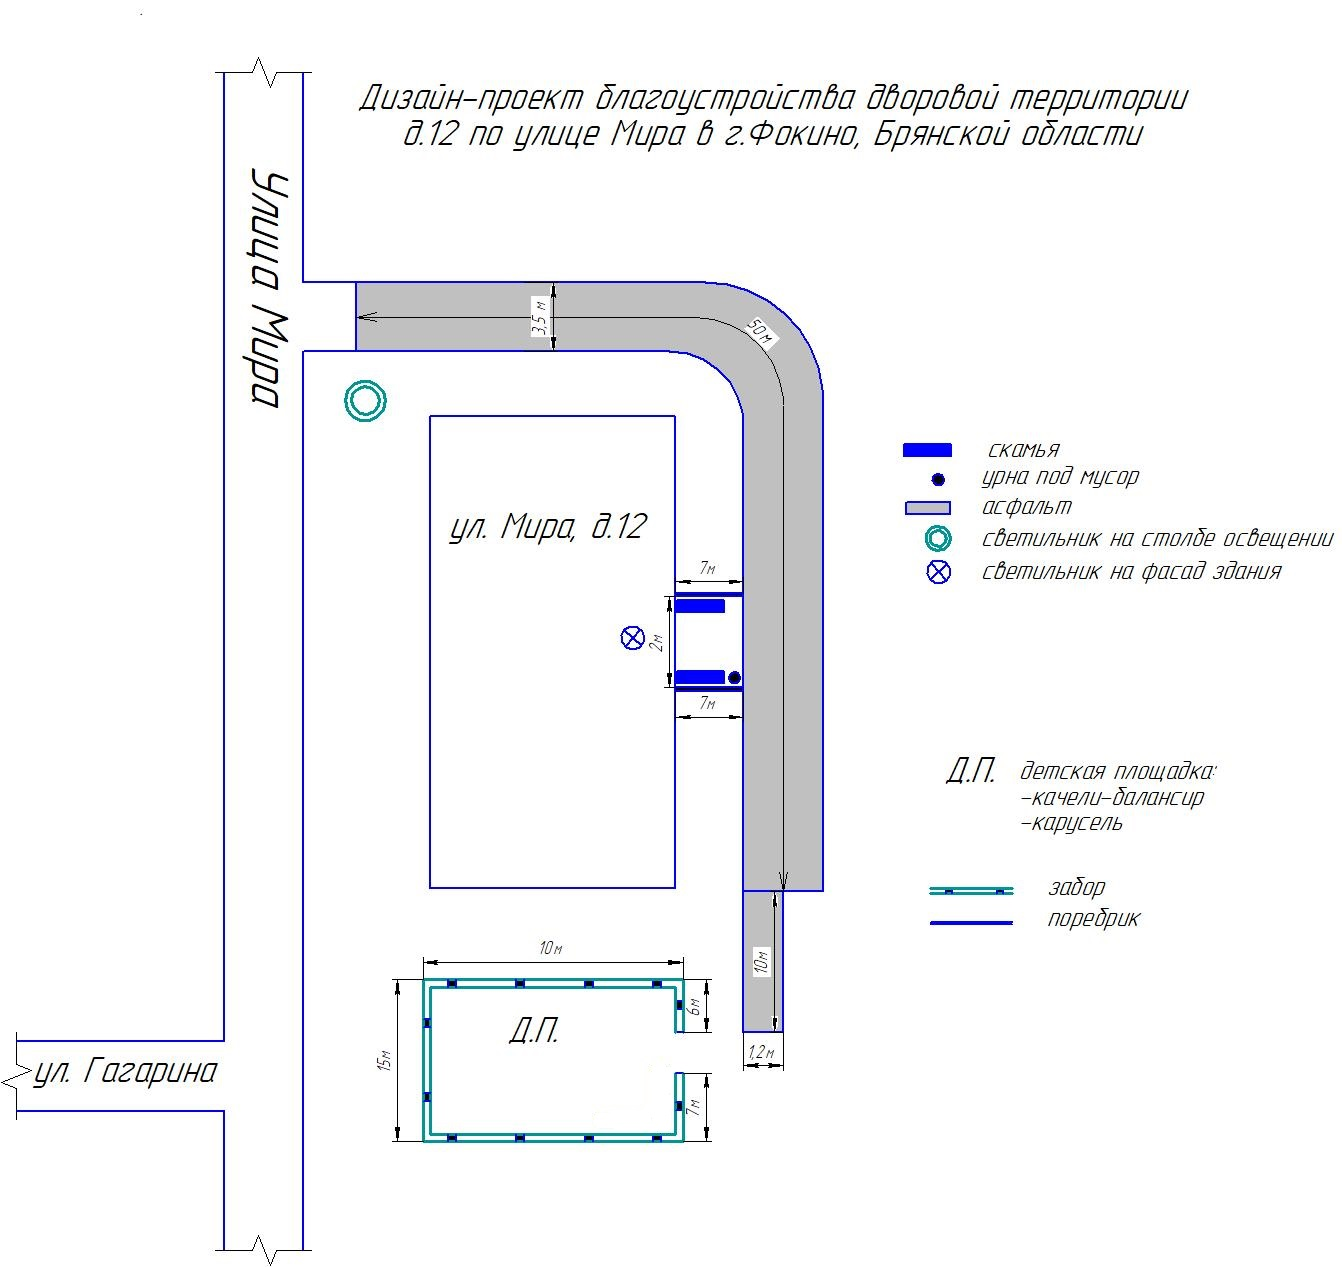 Дизайн-проект благоустройства дворовой территории
д.12 по улице Мира в г.Фокино, Брянской области
Улица Мира
3,5 м
50 м
ул. Мира, д.12
7м
2м
7м
скамья
урна под мусор
асфальт
светильник на столбе освещении
светильник на фасад здания
Д.П. детская площадка:
-качели-балансир
-карусель
забор
поребрик
10м
10м
6м
15м
Д.П.
7м
1,2м
ул. Гагарина